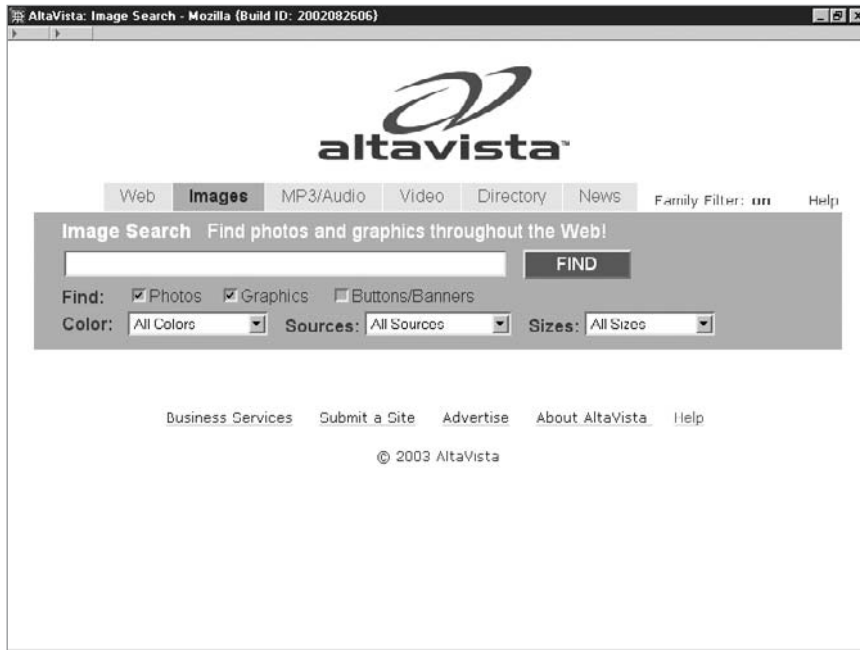 AltaVista: Image Search - Mozilla {Build ID: 2002082606}
altavista™
Web Images MP3/Audio Video Directory News Family Filter: on Help
Image Search Find photos and graphics throughout the Web!
FIND
Find: Photos Graphics Buttons/Banners
Color: All Colors Sources: All Sources Sizes: All Sizes
Business Services Submit a Site Advertise About AltaVista Help
© 2003 AltaVista